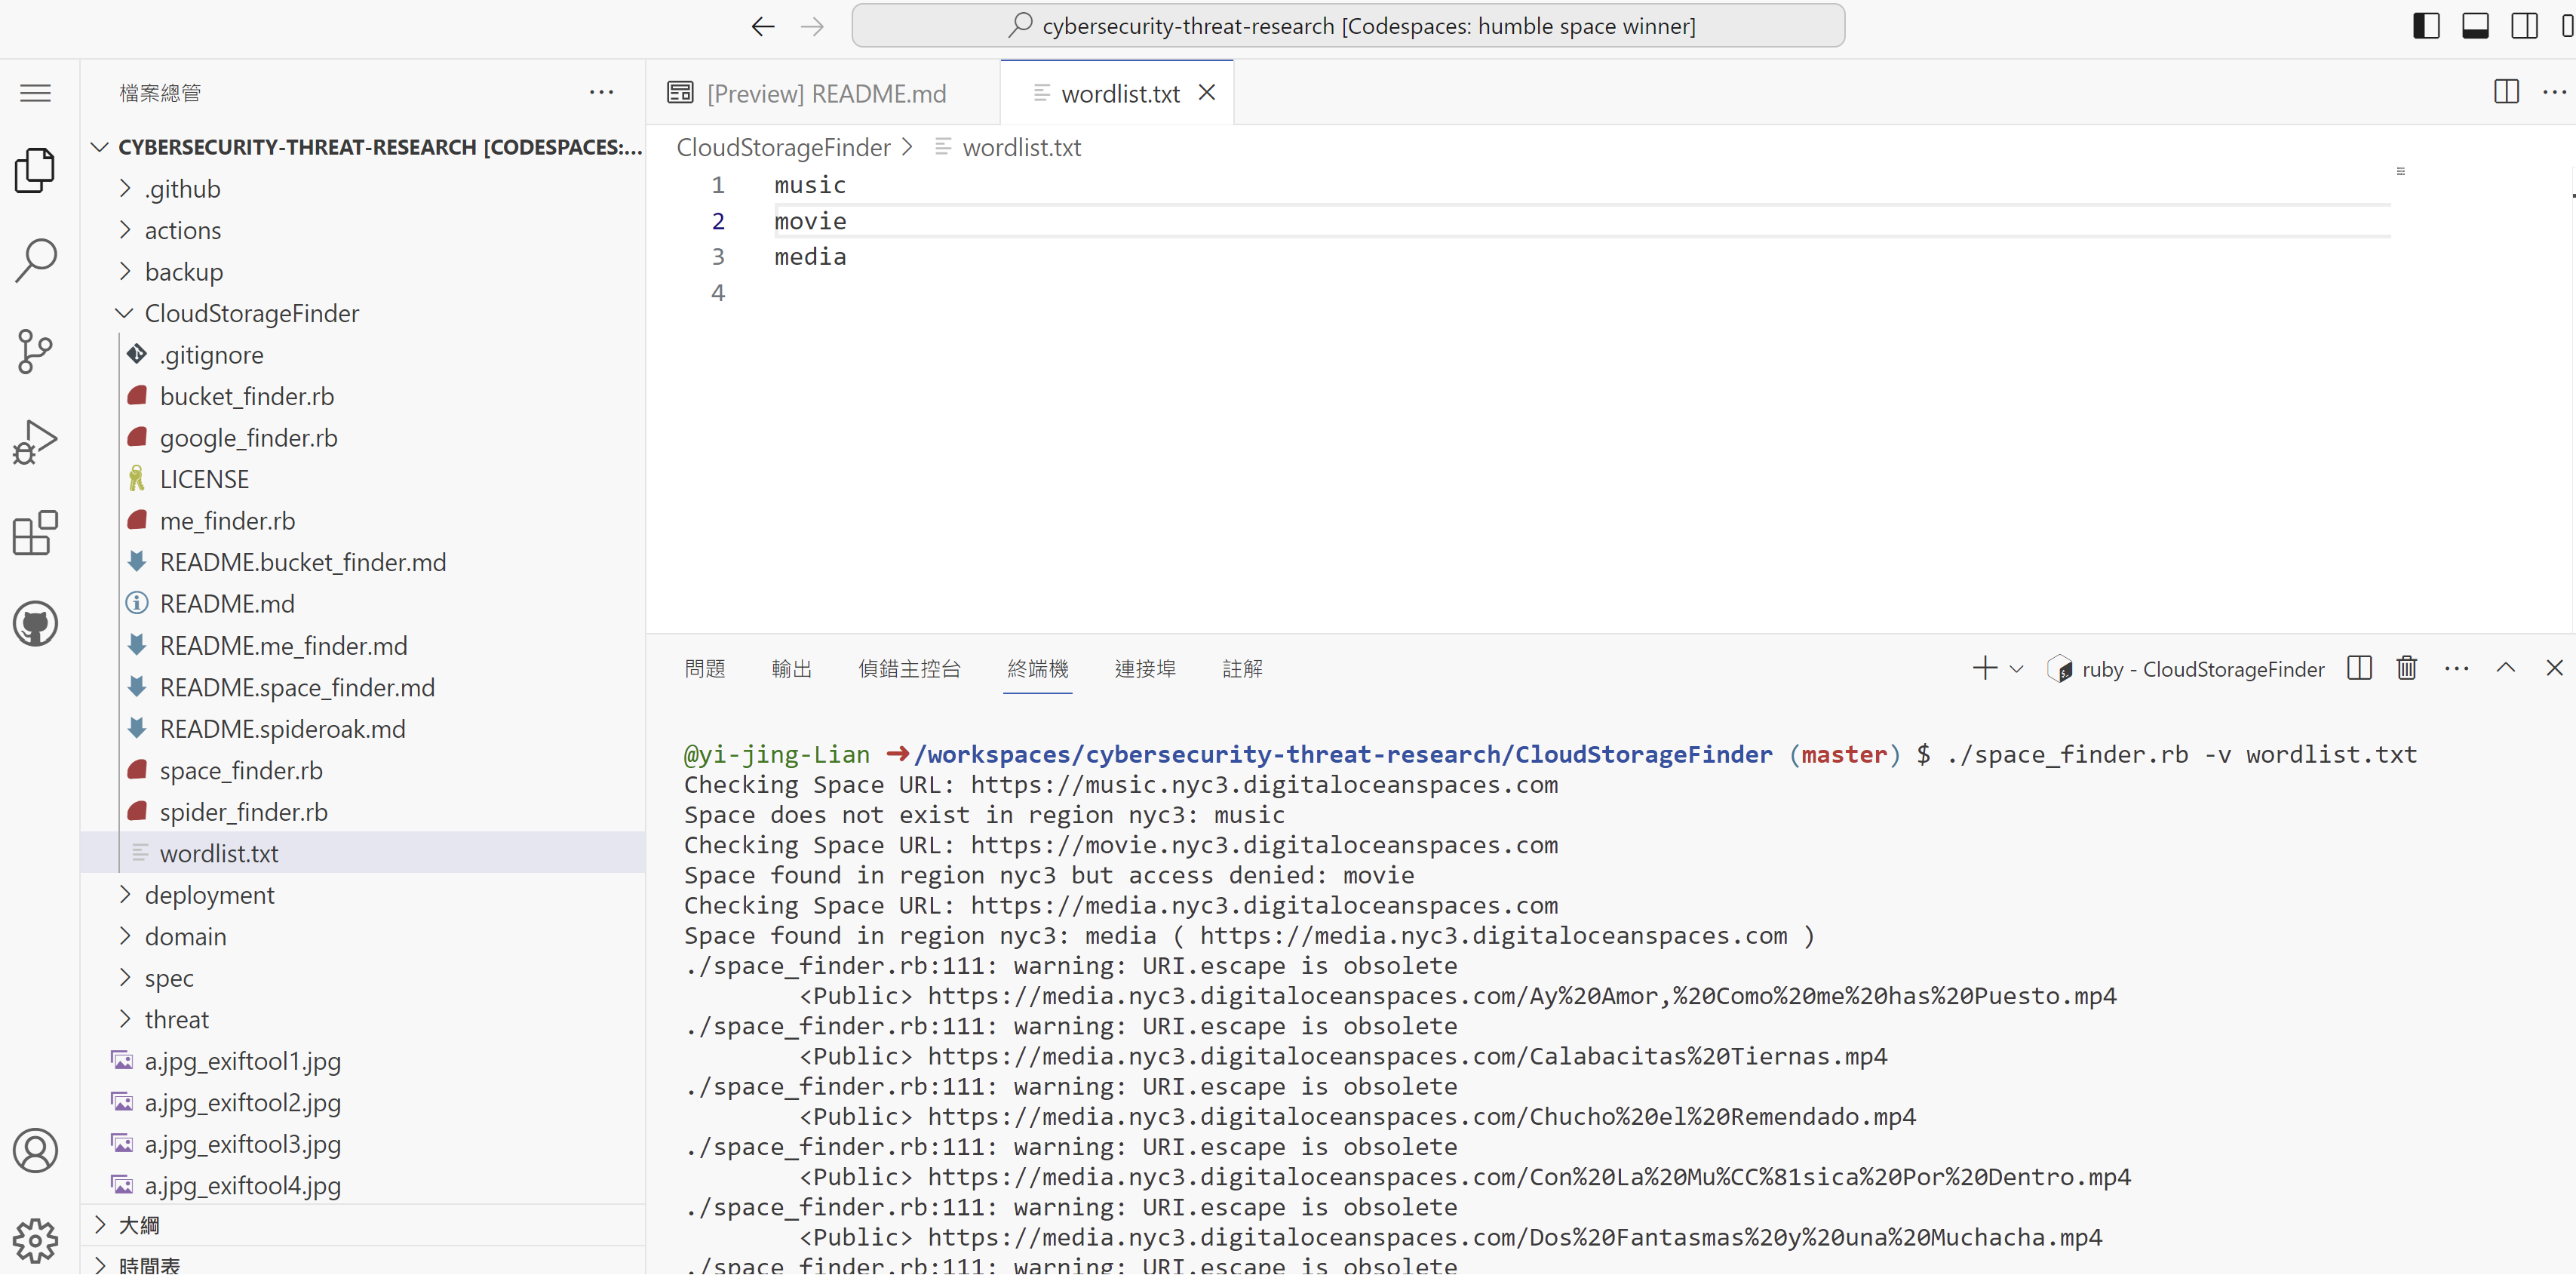 cybersecurity-threat-research [Codespaces: humble space winner]
檔案總管
CYBERSECURITY-THREAT-RESEARCH [CODESPACES:...
.github
actions
backup
CloudStorageFinder
.gitignore
bucket_finder.rb
google_finder.rb
LICENSE
me_finder.rb
README.bucket_finder.md
README.md
README.me_finder.md
README.space_finder.md
README.spideroak.md
space_finder.rb
spider_finder.rb
wordlist.txt
deployment
domain
spec
threat
a.jpg_exiftool1.jpg
a.jpg_exiftool2.jpg
a.jpg_exiftool3.jpg
a.jpg_exiftool4.jpg
大綱
時間表
[Preview] README.md
wordlist.txt
CloudStorageFinder > wordlist.txt
1 music
2 movie
3 media
4
問題 輸出 偵錯主控台 終端機 連接埠 註解
ruby - CloudStorageFinder
@yi-jing-Lian ➜/workspaces/cybersecurity-threat-research/CloudStorageFinder (master) $ ./space_finder.rb -v wordlist.txt
Checking Space URL: https://music.nyc3.digitaloceanspaces.com
Space does not exist in region nyc3: music
Checking Space URL: https://movie.nyc3.digitaloceanspaces.com
Space found in region nyc3 but access denied: movie
Checking Space URL: https://media.nyc3.digitaloceanspaces.com
Space found in region nyc3: media ( https://media.nyc3.digitaloceanspaces.com )
./space_finder.rb:111: warning: URI.escape is obsolete
<Public> https://media.nyc3.digitaloceanspaces.com/Ay%20Amor,%20Como%20me%20has%20Puesto.mp4
./space_finder.rb:111: warning: URI.escape is obsolete
<Public> https://media.nyc3.digitaloceanspaces.com/Calabacitas%20Tiernas.mp4
./space_finder.rb:111: warning: URI.escape is obsolete
<Public> https://media.nyc3.digitaloceanspaces.com/Chucho%20el%20Remendado.mp4
./space_finder.rb:111: warning: URI.escape is obsolete
<Public> https://media.nyc3.digitaloceanspaces.com/Con%20La%20Mu%CC%81sica%20Por%20Dentro.mp4
./space_finder.rb:111: warning: URI.escape is obsolete
<Public> https://media.nyc3.digitaloceanspaces.com/Dos%20Fantasmas%20y%20una%20Muchacha.mp4
./space_finder.rb:111: warning: URI.escape is obsolete